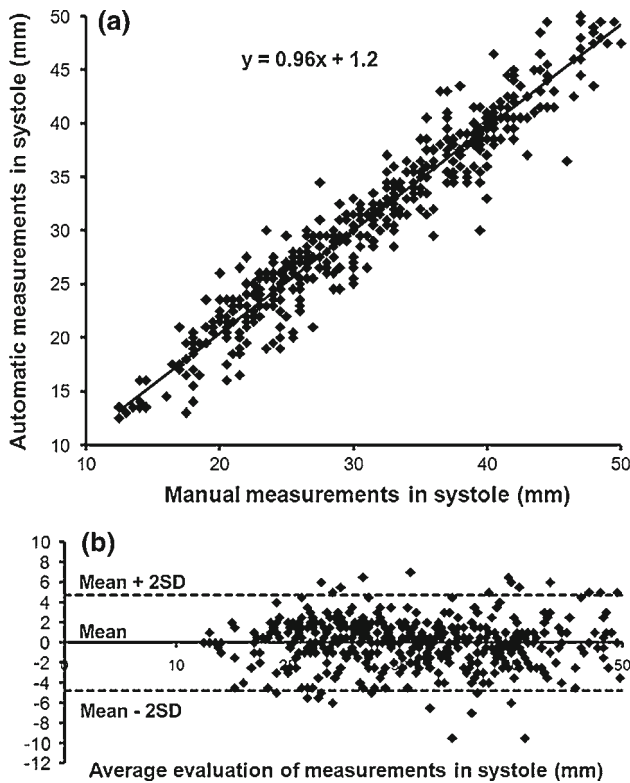 (a)
y = 0.96x + 1.2
Automatic measurements in systole (mm)
50
45
40
35
30
25
20
15
10
10 20 30 40 50
Manual measurements in systole (mm)
(b)
10
8
6
4
2
0
-2
-4
-6
-8
-10
-12
Mean + 2SD
Mean
Mean - 2SD
0 10 50
Average evaluation of measurements in systole (mm)